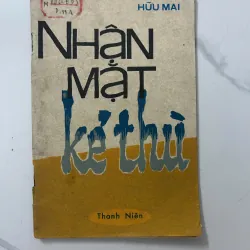 HỮU MAI
NHẬN
MẶT
kẻ thù
Thanh Niên